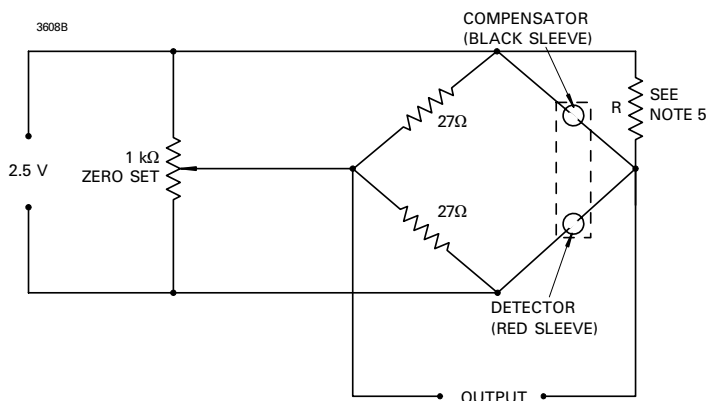 3608B
COMPENSATOR
(BLACK SLEEVE)
27Ω
R
SEE
NOTE 5
2.5 V
1 kΩ
ZERO SET
27Ω
DETECTOR
(RED SLEEVE)
OUTPUT